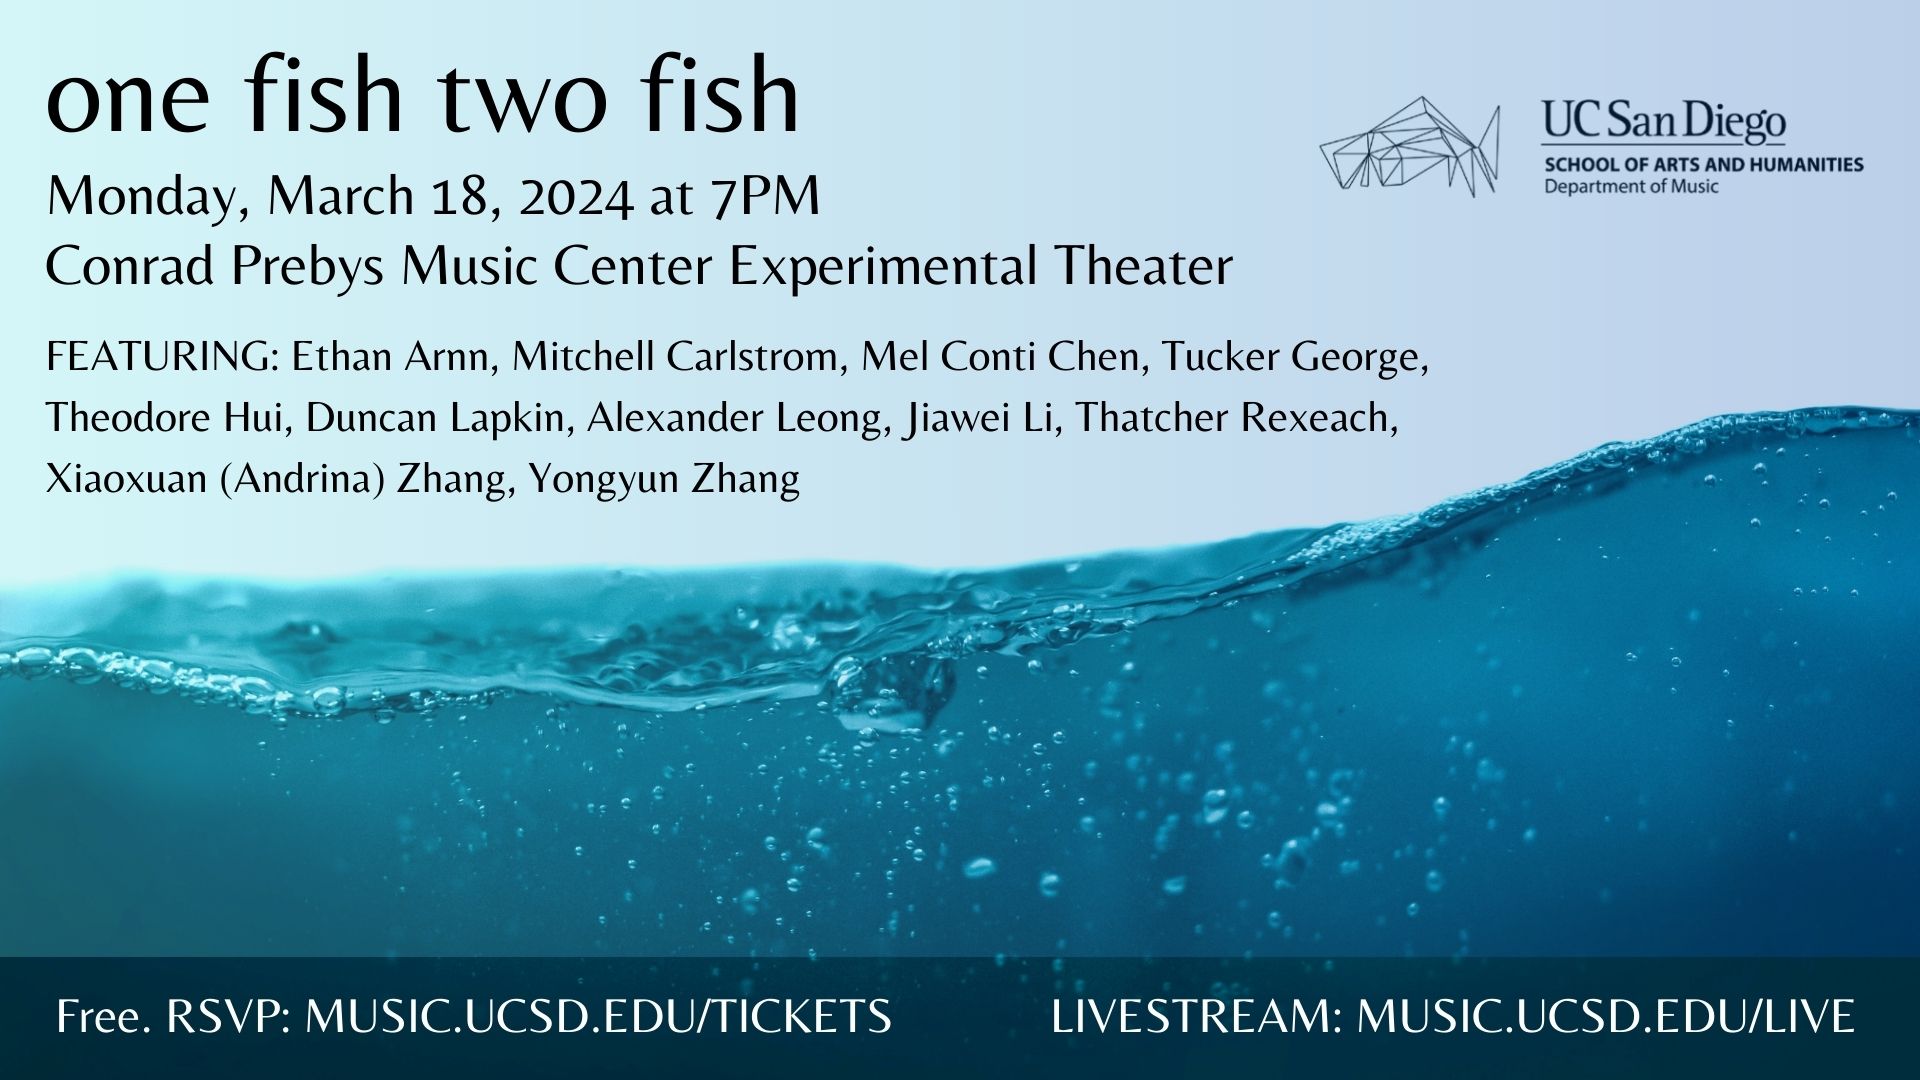 one fish two fish
Monday, March 18, 2024 at 7PM
Conrad Prebys Music Center Experimental Theater
UC San Diego
SCHOOL OF ARTS AND HUMANITIES
Department of Music
FEATURING: Ethan Arnn, Mitchell Carlstrom, Mel Conti Chen, Tucker George,
Theodore Hui, Duncan Lapkin, Alexander Leong, Jiawei Li, Thatcher Rexeach,
Xiaoxuan (Andrina) Zhang, Yongyun Zhang
Free. RSVP: MUSIC.UCSD.EDU/TICKETS
LIVESTREAM: MUSIC.UCSD.EDU/LIVE